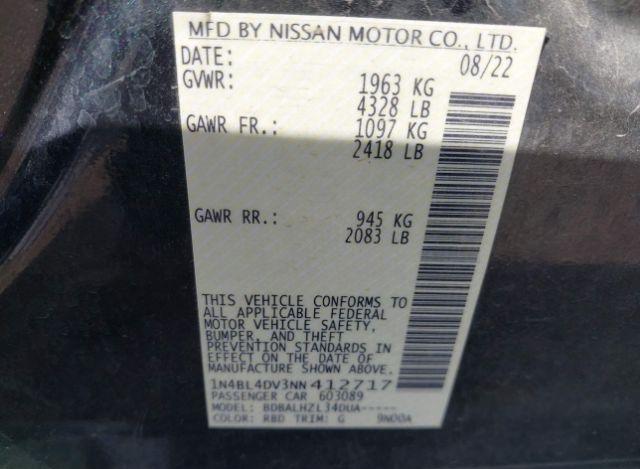 MFD BY NISSAN MOTOR CO., LTD.
DATE: 08/22
GVWR: 1963 KG
4328 LB
GAWR FR.: 1097 KG
2418 LB
GAWR RR.: 945 KG
2083 LB
THIS VEHICLE CONFORMS TO
ALL APPLICABLE FEDERAL
MOTOR VEHICLE SAFETY,
BUMPER, AND THEFT
PREVENTION STANDARDS IN
EFFECT ON THE DATE OF
MANUFACTURE SHOWN ABOVE.
1N4BL4DV3NN412717
PASSENGER CAR 603089
MODEL: BDBALHZL34DUA-----
COLOR: RBD TRIM: G 9N00A